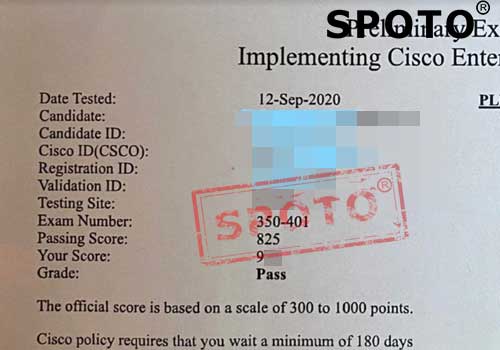 SPOTO®
Preliminary Ex
Implementing Cisco Enter
Date Tested: 12-Sep-2020 PL
Candidate:
Candidate ID:
Cisco ID(CSCO):
Registration ID:
Validation ID:
Testing Site:
SPOTO®
Exam Number: 350-401
Passing Score: 825
Your Score: 9
Grade: Pass
The official score is based on a scale of 300 to 1000 points.
Cisco policy requires that you wait a minimum of 180 days